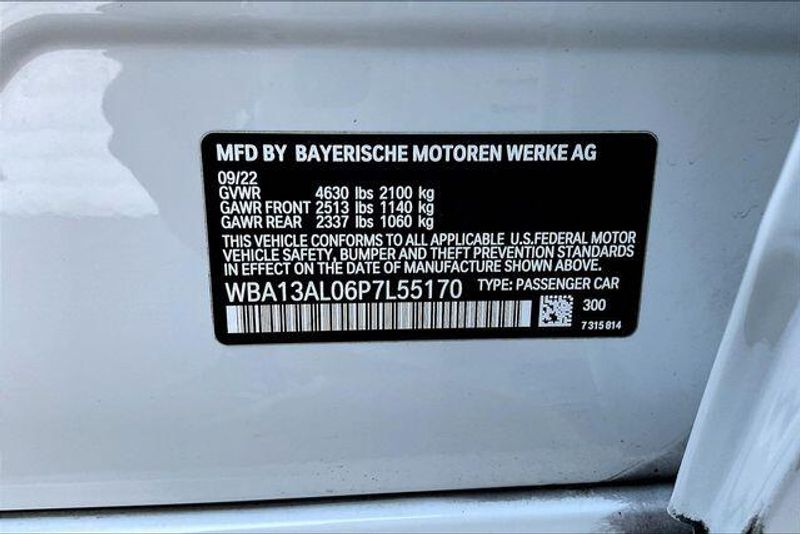 MFD BY BAYERISCHE MOTOREN WERKE AG
09/22
GVWR 4630 lbs 2100 kg
GAWR FRONT 2513 lbs 1140 kg
GAWR REAR 2337 lbs 1060 kg
THIS VEHICLE CONFORMS TO ALL APPLICABLE U.S.FEDERAL MOTOR
VEHICLE SAFETY, BUMPER AND THEFT PREVENTION STANDARDS
IN EFFECT ON THE DATE OF MANUFACTURE SHOWN ABOVE.
WBA13AL06P7L55170 TYPE: PASSENGER CAR
300
7 315 814